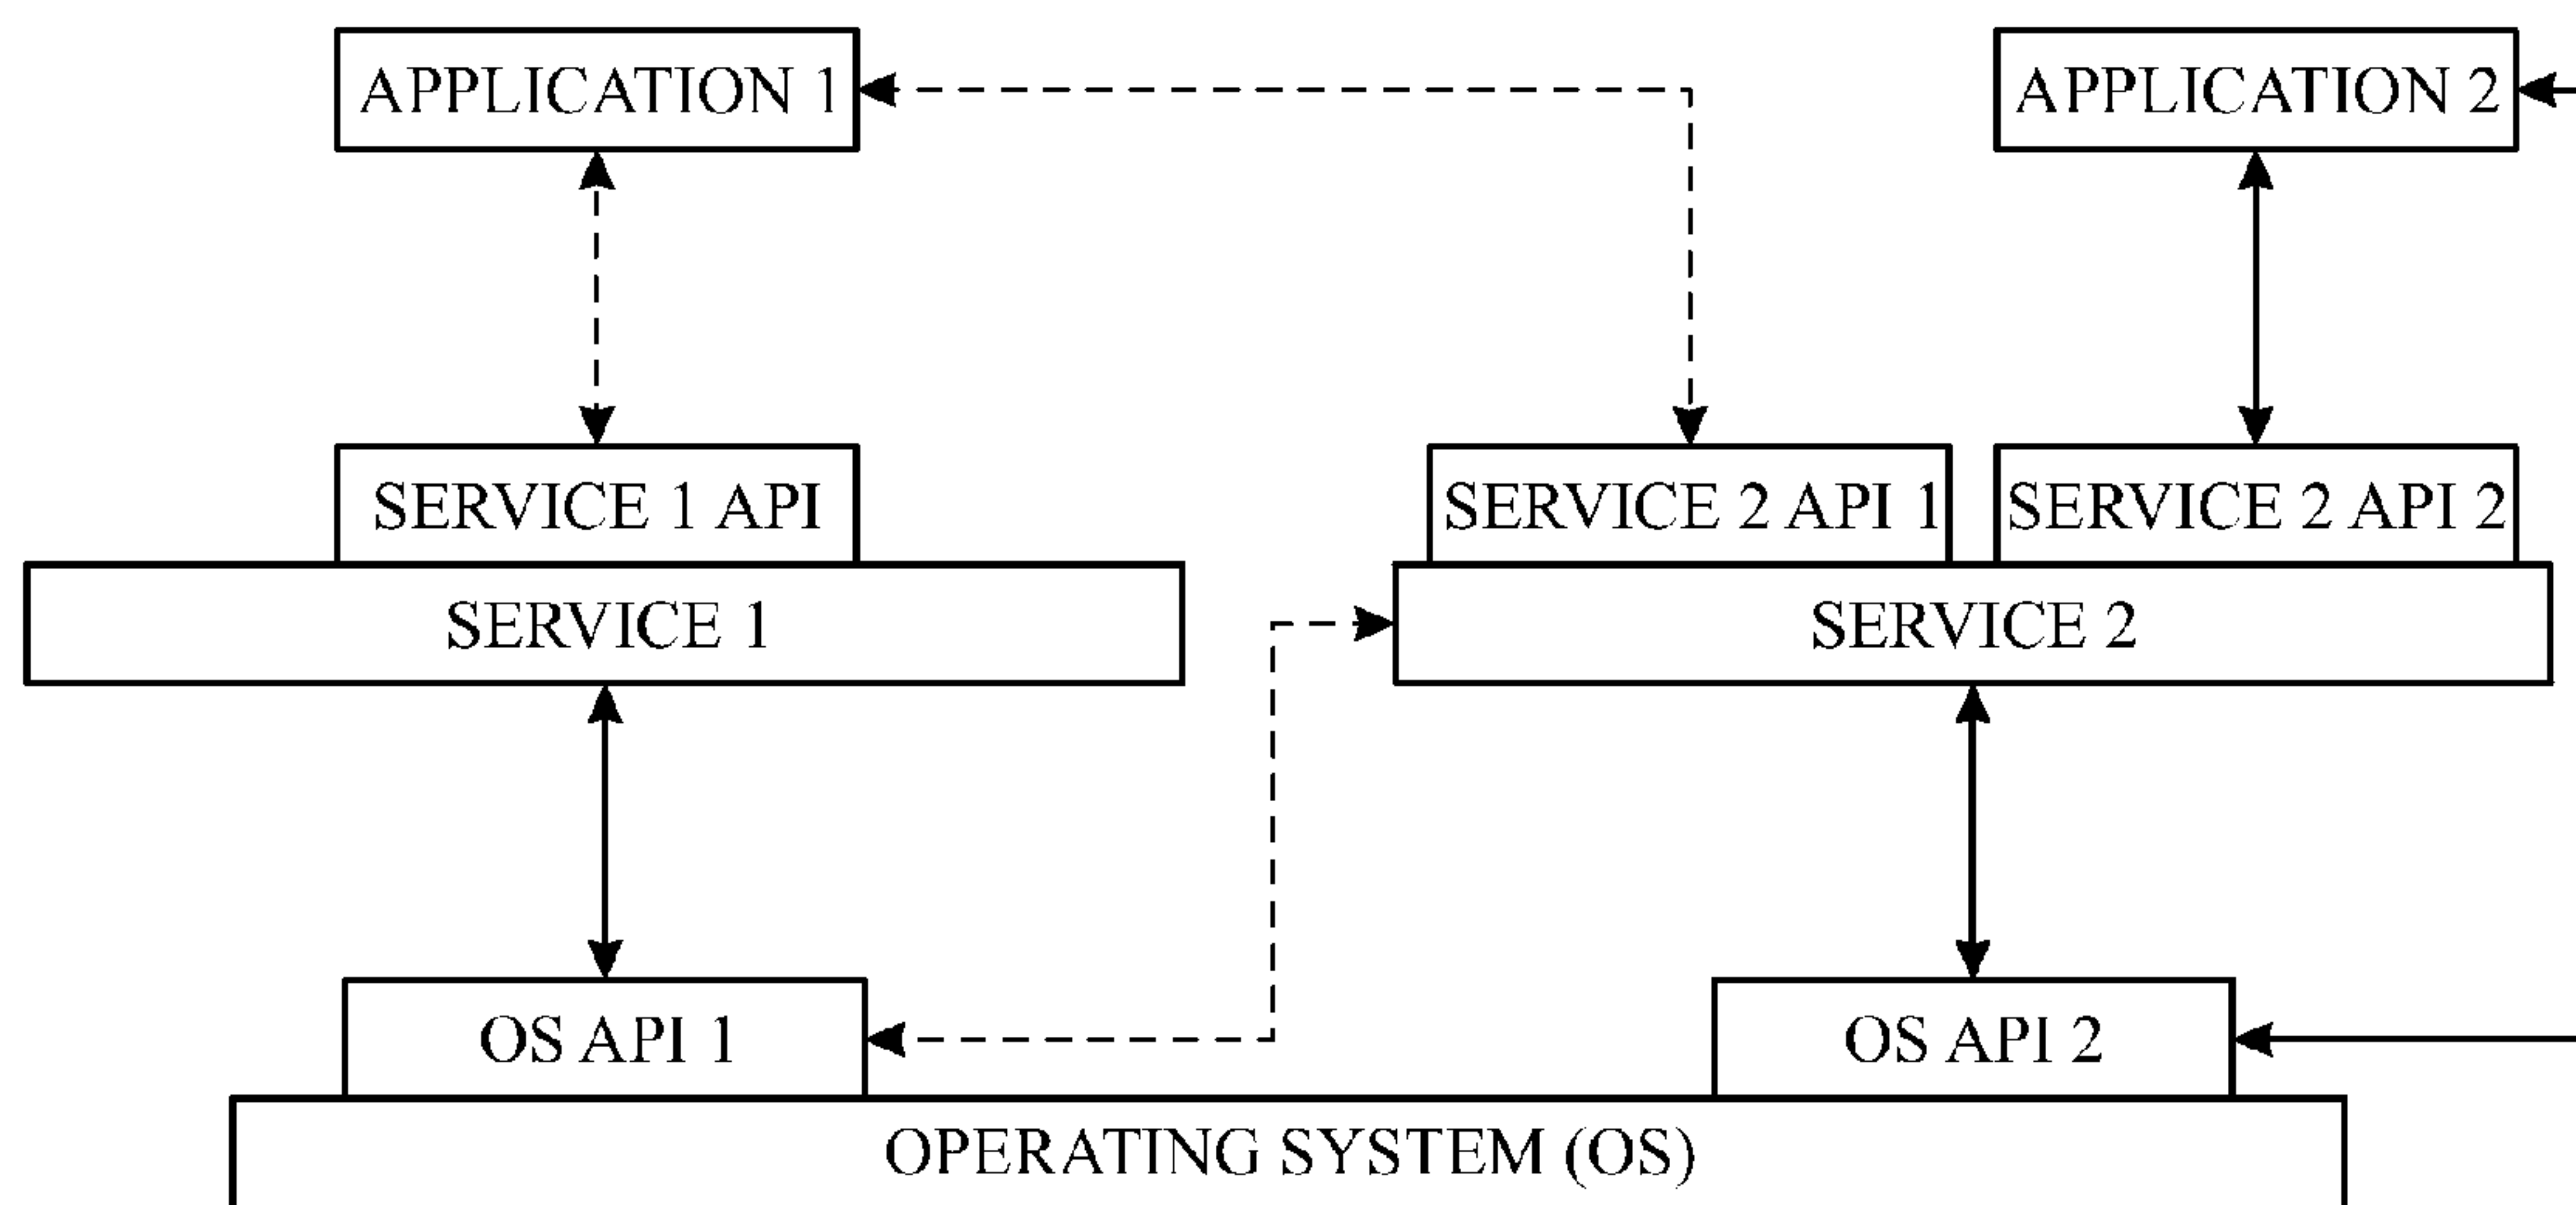 APPLICATION 1
APPLICATION 2
SERVICE 1 API
SERVICE 2 API 1
SERVICE 2 API 2
SERVICE 1
SERVICE 2
OS API 1
OS API 2
OPERATING SYSTEM (OS)